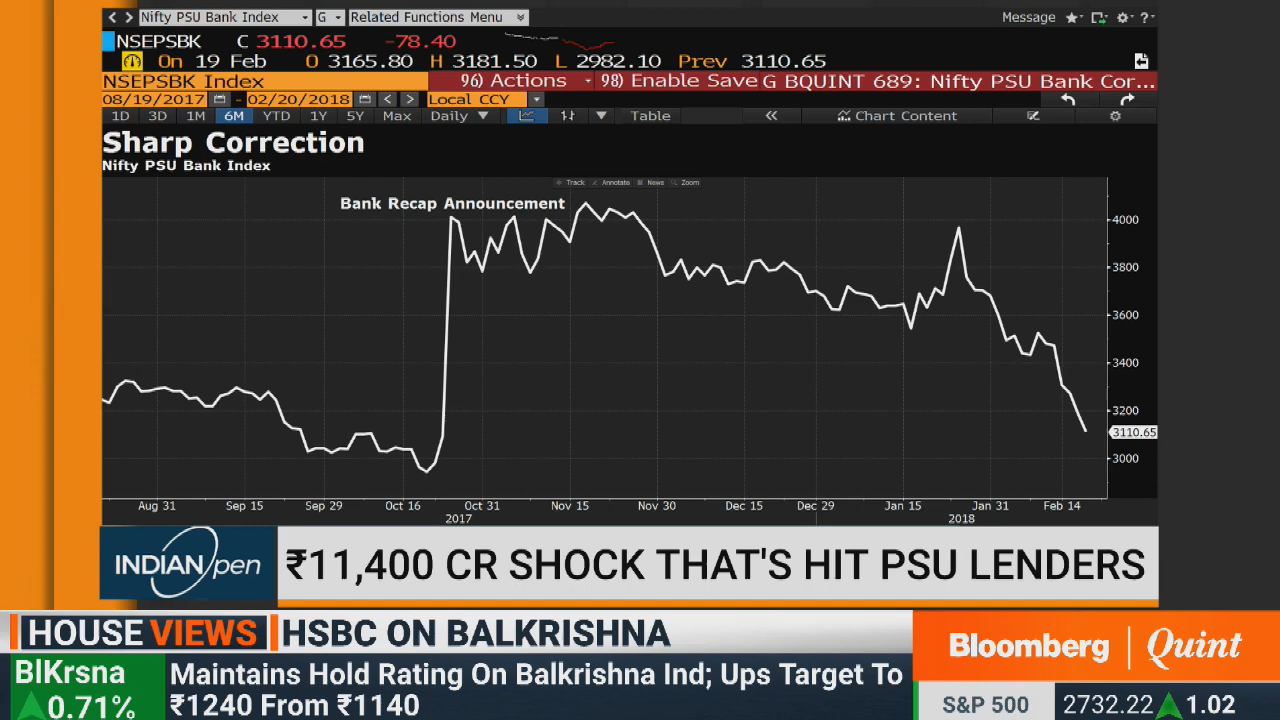 Nifty PSU Bank Index G Related Functions Menu Message
NSEPSBK C 3110.65 -78.40
On 19 Feb O 3165.80 H 3181.50 L 2982.10 Prev 3110.65
NSEPSBK Index 96) Actions 98) Enable Save G BQUINT 689: Nifty PSU Bank Cor...
08/19/2017 - 02/20/2018 Local CCY
1D 3D 1M 6M YTD 1Y 5Y Max Daily Table Chart Content
Sharp Correction
Nifty PSU Bank Index
Track Annotate News Zoom
Bank Recap Announcement
4000
3800
3600
3400
3200
3110.65
3000
Aug 31 Sep 15 Sep 29 Oct 16 Oct 31 Nov 15 Nov 30 Dec 15 Dec 29 Jan 15 Jan 31 Feb 14
2017 2018
INDIAN open
₹11,400 CR SHOCK THAT'S HIT PSU LENDERS
HOUSE VIEWS HSBC ON BALKRISHNA
BlKrsna
0.71%
Maintains Hold Rating On Balkrishna Ind; Ups Target To
₹1240 From ₹1140
Bloomberg | Quint
S&P 500 2732.22 1.02